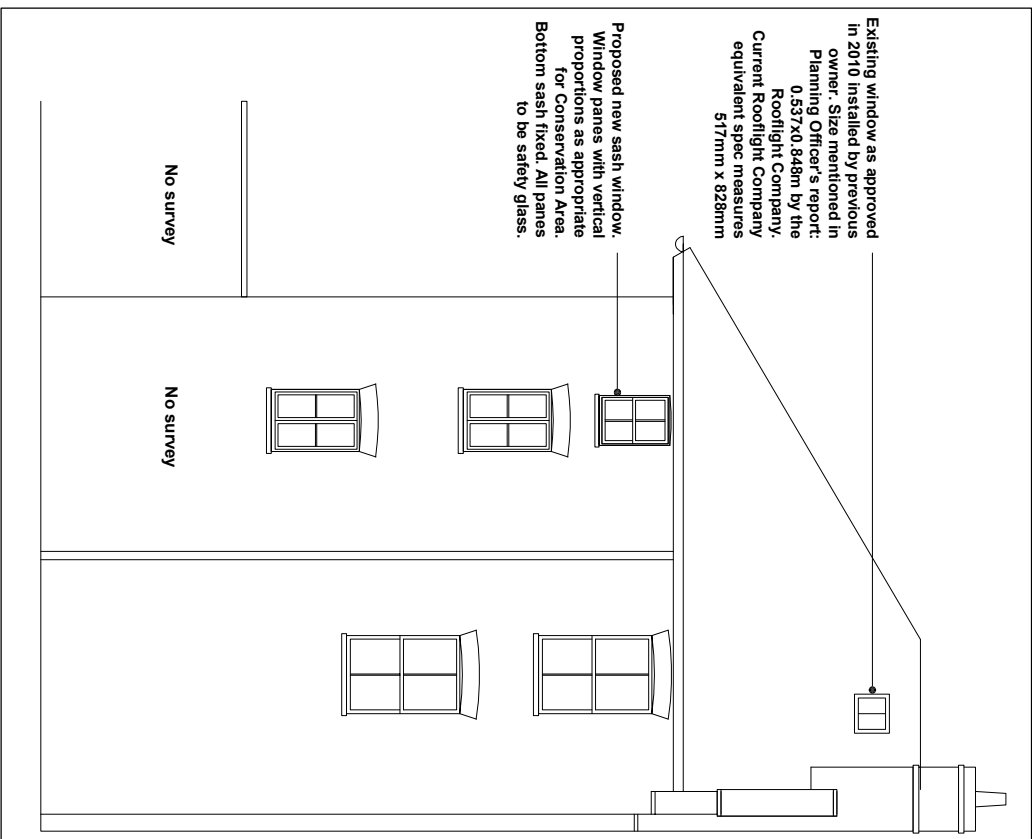 Existing window as approved
in 2010 installed by previous
owner. Size mentioned in
Planning Officer's report:
0.537x0.848m by the
Rooflight Company.
Current Rooflight Company
equivalent spec measures
517mm x 828mm
Proposed new sash window.
Window panes with vertical
proportions as appropriate
for Conservation Area.
Bottom sash fixed. All panes
to be safety glass.
No survey
No survey